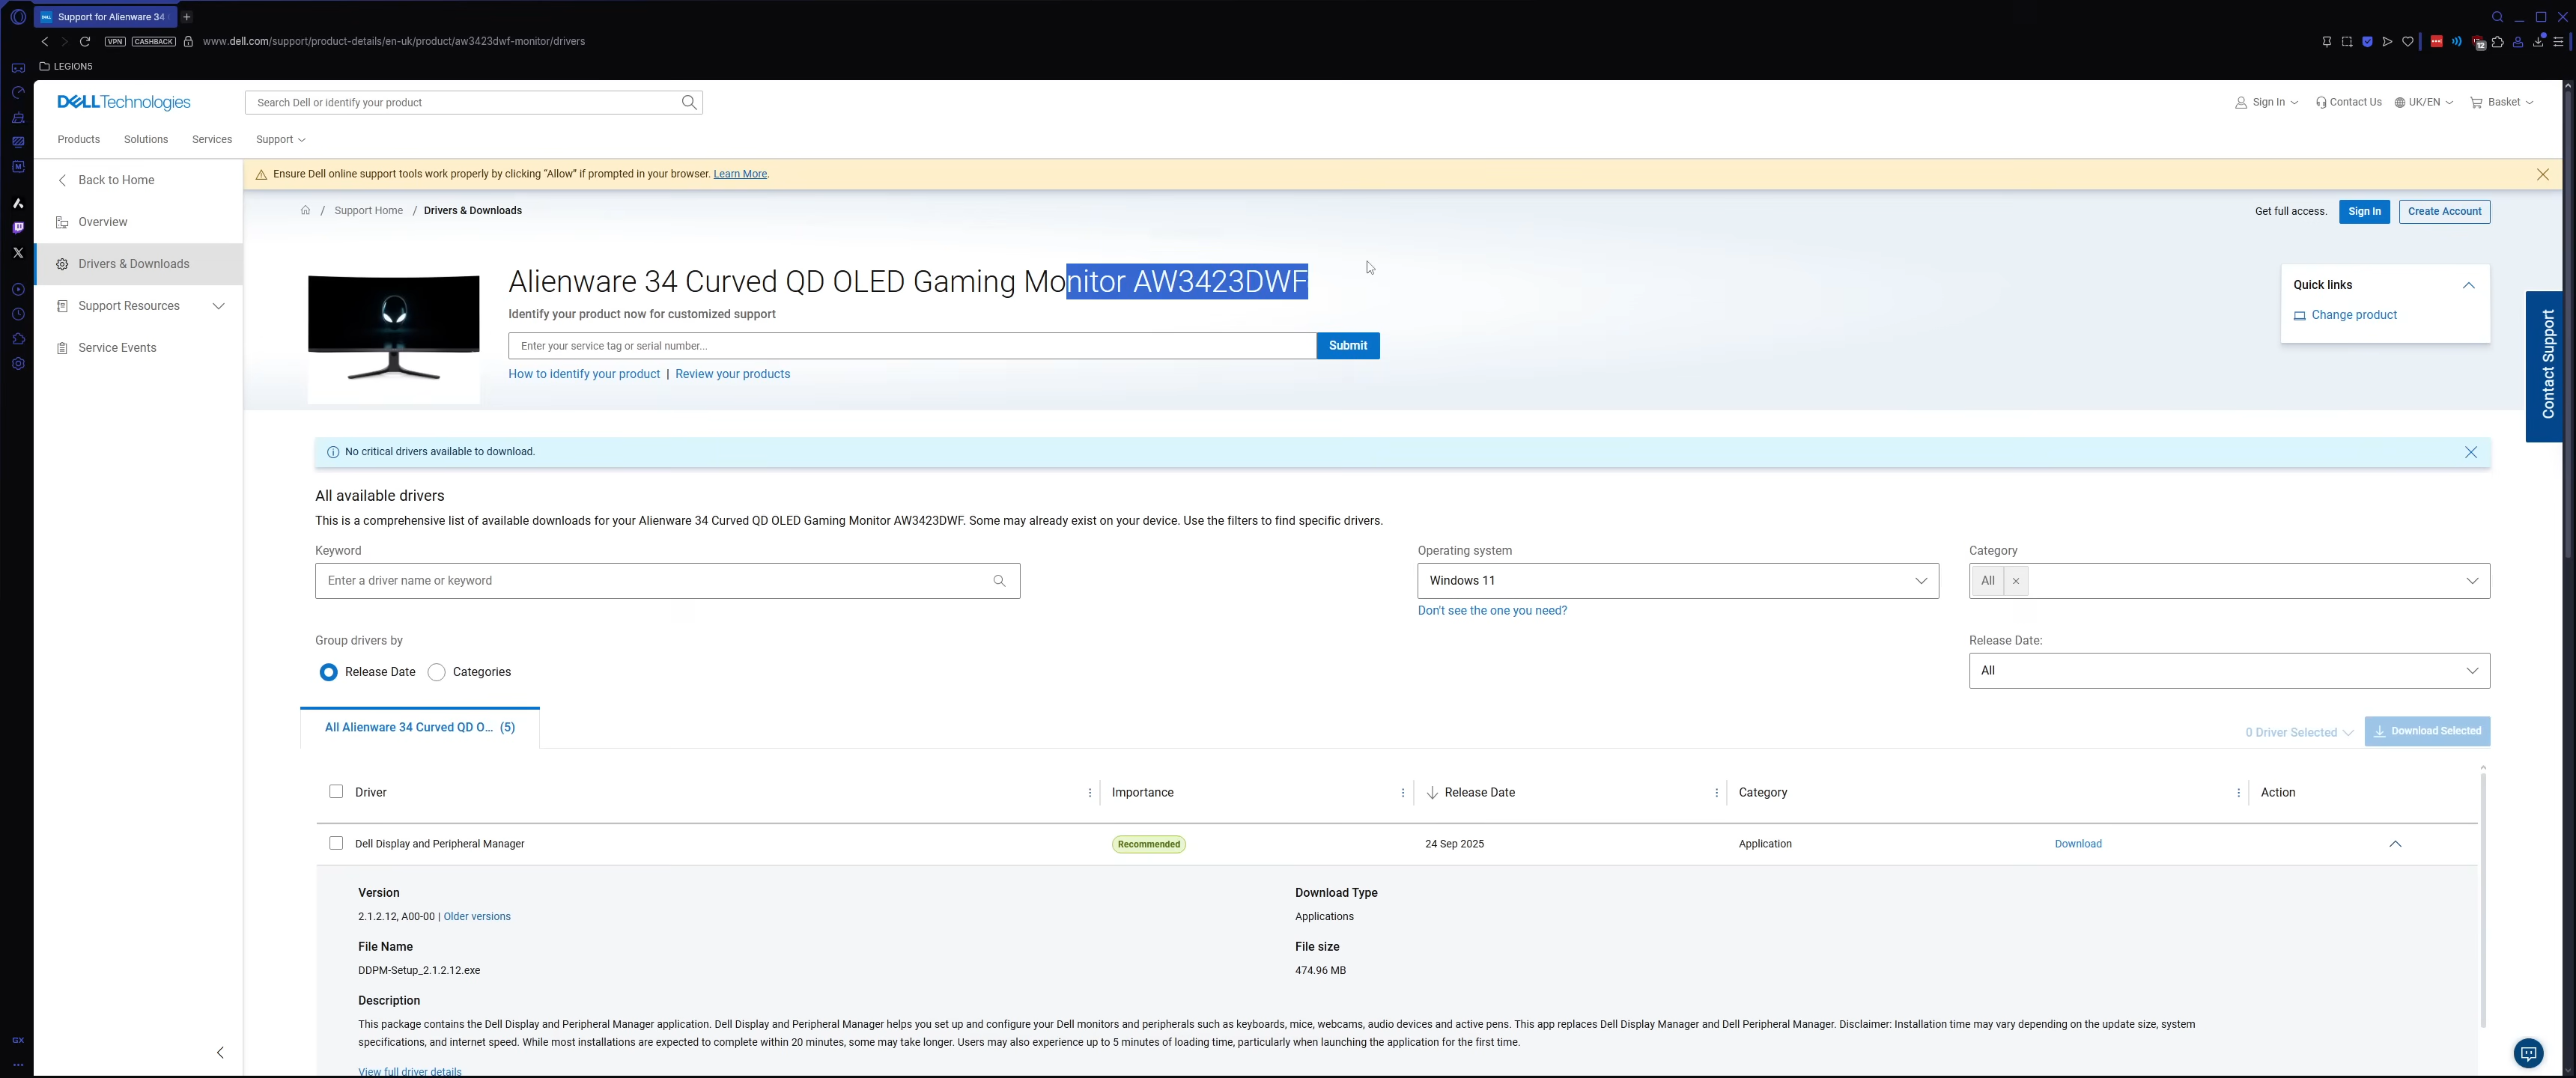 Support for Alienware 34
VPN CASHBACK www.dell.com/support/product-details/en-uk/product/aw3423dwf-monitor/drivers
12
LEGION5
DELLTechnologies
Search Dell or identify your product
Sign In
Contact Us
UK/EN
Basket
Products
Solutions
Services
Support
Back to Home
Overview
Drivers & Downloads
Support Resources
Service Events
Ensure Dell online support tools work properly by clicking “Allow” if prompted in your browser. Learn More.
/ Support Home / Drivers & Downloads
Get full access.
Sign In
Create Account
Alienware 34 Curved QD OLED Gaming Monitor AW3423DWF
Identify your product now for customized support
Enter your service tag or serial number...
Submit
How to identify your product | Review your products
Quick links
Change product
Contact Support
No critical drivers available to download.
All available drivers
This is a comprehensive list of available downloads for your Alienware 34 Curved QD OLED Gaming Monitor AW3423DWF. Some may already exist on your device. Use the filters to find specific drivers.
Keyword
Enter a driver name or keyword
Operating system
Windows 11
Don't see the one you need?
Category
All
Group drivers by
Release Date
Categories
Release Date:
All
All Alienware 34 Curved QD O... (5)
0 Driver Selected
Download Selected
Driver
Importance
Release Date
Category
Action
Dell Display and Peripheral Manager
Recommended
24 Sep 2025
Application
Download
Version
2.1.2.12, A00-00 | Older versions
Download Type
Applications
File Name
DDPM-Setup_2.1.2.12.exe
File size
474.96 MB
Description
This package contains the Dell Display and Peripheral Manager application. Dell Display and Peripheral Manager helps you set up and configure your Dell monitors and peripherals such as keyboards, mice, webcams, audio devices and active pens. This app replaces Dell Display Manager and Dell Peripheral Manager. Disclaimer: Installation time may vary depending on the update size, system
specifications, and internet speed. While most installations are expected to complete within 20 minutes, some may take longer. Users may also experience up to 5 minutes of loading time, particularly when launching the application for the first time.
View full driver details
GX